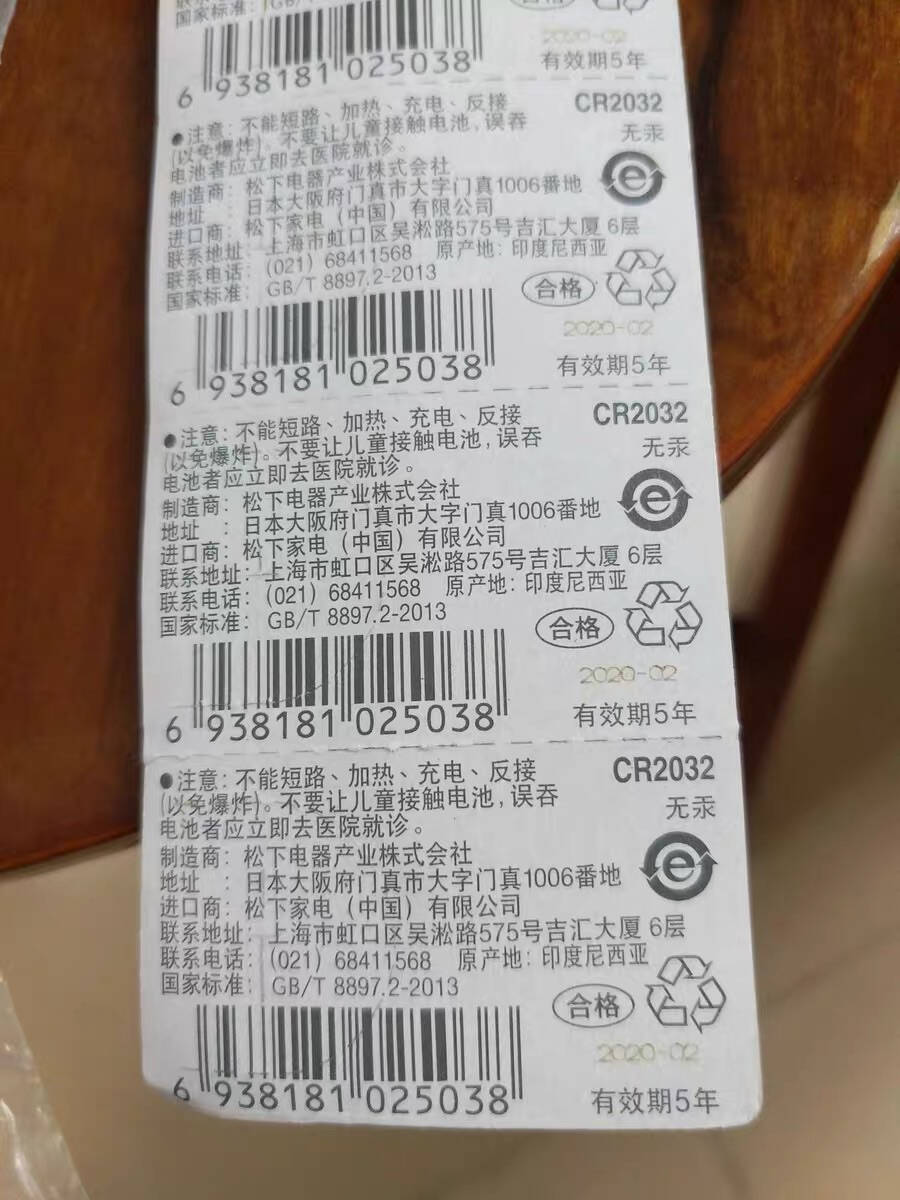 国家标准: GB/T
合格
2020-02
有效期5年
6 938181 025038
●注意: 不能短路、加热、充电、反接
CR2032
(以免爆炸)。不要让儿童接触电池,误吞
无汞
电池者应立即去医院就诊。
制造商: 松下电器产业株式会社
e
地址 : 日本大阪府门真市大字门真1006番地
进口商: 松下家电（中国）有限公司
联系地址: 上海市虹口区吴淞路575号吉汇大厦 6层
联系电话: (021) 68411568 原产地: 印度尼西亚
国家标准: GB/T 8897.2-2013
合格
2020-02
有效期5年
6 938181 025038
●注意: 不能短路、加热、充电、反接
CR2032
(以免爆炸)。不要让儿童接触电池,误吞
无汞
电池者应立即去医院就诊。
制造商: 松下电器产业株式会社
e
地址 : 日本大阪府门真市大字门真1006番地
进口商: 松下家电（中国）有限公司
联系地址: 上海市虹口区吴淞路575号吉汇大厦 6层
联系电话: (021) 68411568 原产地: 印度尼西亚
国家标准: GB/T 8897.2-2013
合格
2020-02
有效期5年
6 938181 025038
●注意: 不能短路、加热、充电、反接
CR2032
(以免爆炸)。不要让儿童接触电池,误吞
无汞
电池者应立即去医院就诊。
制造商: 松下电器产业株式会社
e
地址 : 日本大阪府门真市大字门真1006番地
进口商: 松下家电（中国）有限公司
联系地址: 上海市虹口区吴淞路575号吉汇大厦 6层
联系电话: (021) 68411568 原产地: 印度尼西亚
国家标准: GB/T 8897.2-2013
合格
2020-02
有效期5年
6 938181 025038